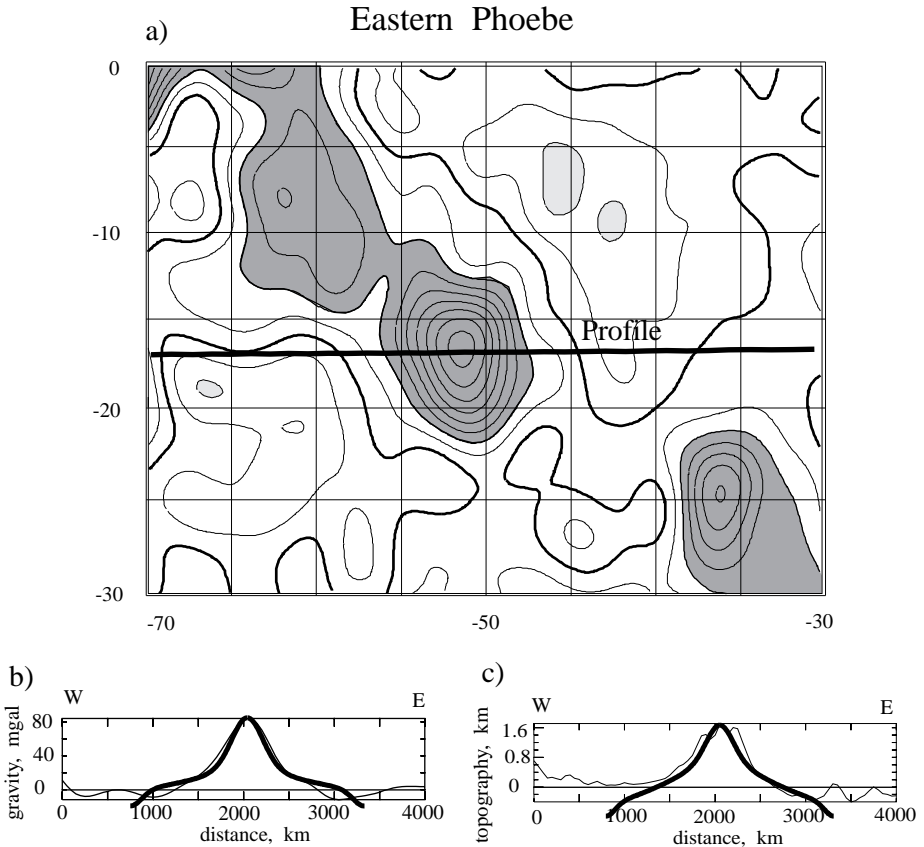 Eastern Phoebe
a)
0
-10
-20
-30
Profile
-70
-50
-30
b)
W
E
gravity, mgal
80
40
0
0
1000
2000
3000
4000
distance, km
c)
W
E
topography, km
1.6
0.8
0
0
1000
2000
3000
4000
distance, km